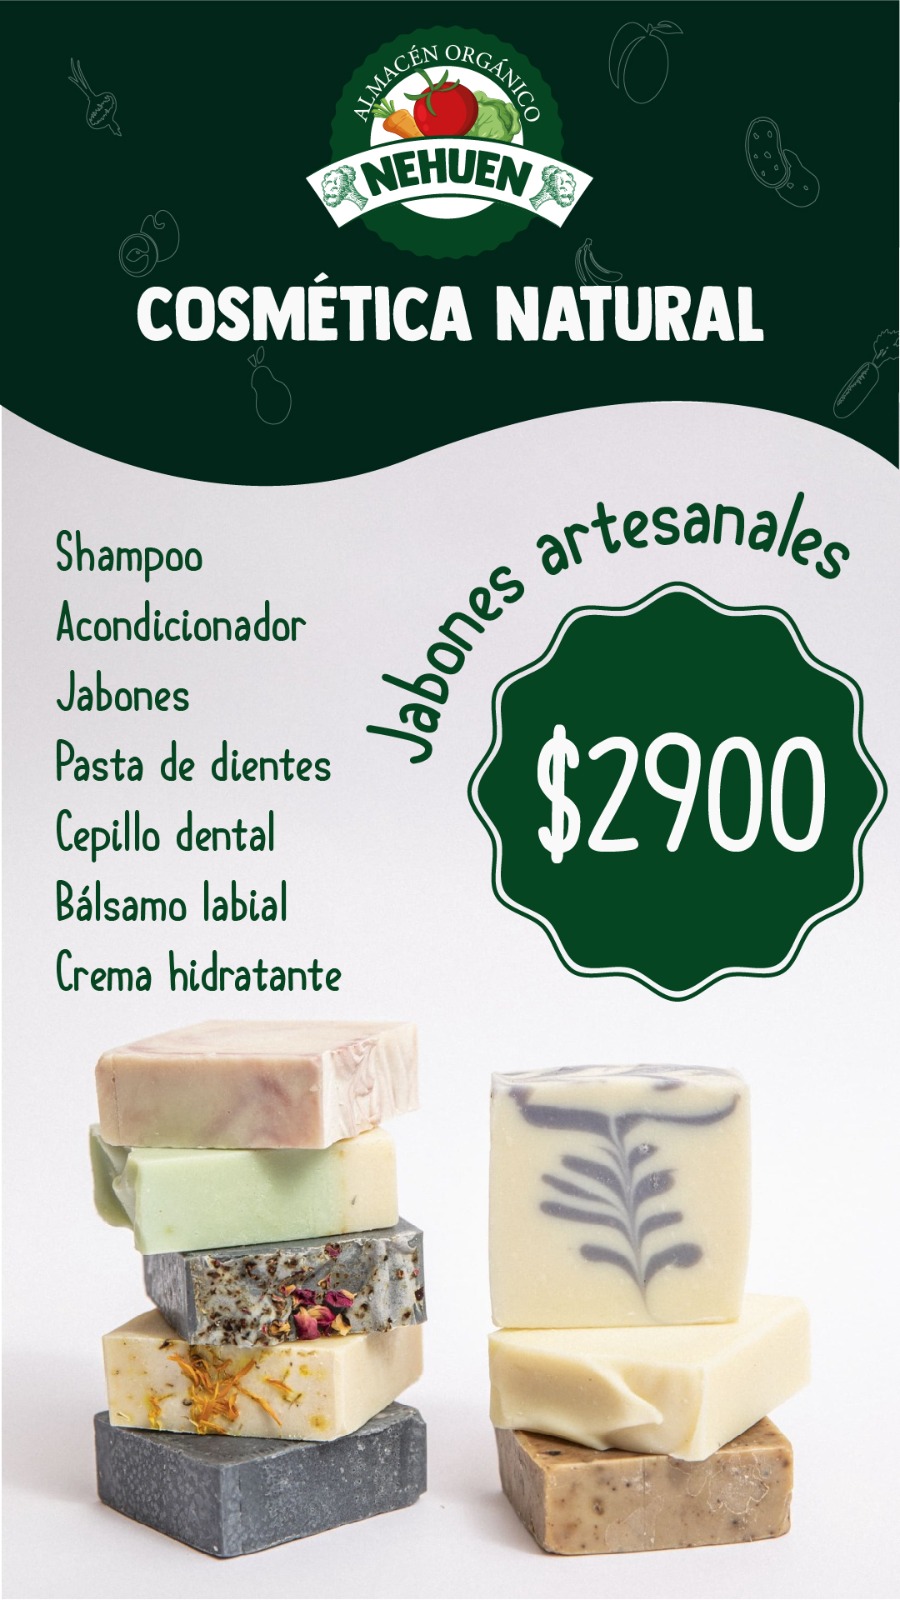 ALMACÉN ORGÁNICO
NEHUEN
COSMÉTICA NATURAL
Shampoo
Acondicionador
Jabones
Pasta de dientes
Cepillo dental
Bálsamo labial
Crema hidratante
Jabones artesanales
$2900